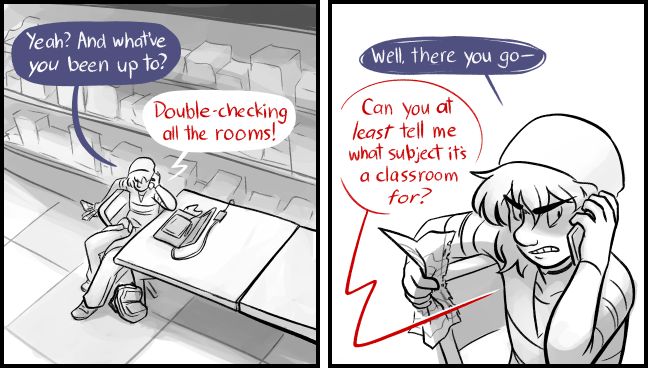 Yeah? And what've
you been up to?
Double-checking
all the rooms!
Well, there you go—
Can you at
least tell me
what subject it's
a classroom
for?